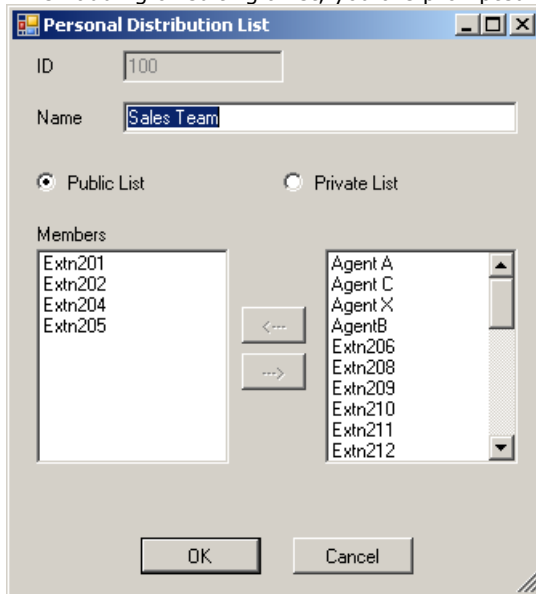 Personal Distribution List
ID 100
Name Sales Team
Public List Private List
Members
Extn201
Extn202
Extn204
Extn205
<---
--->
Agent A
Agent C
Agent X
AgentB
Extn206
Extn208
Extn209
Extn210
Extn211
Extn212
OK Cancel